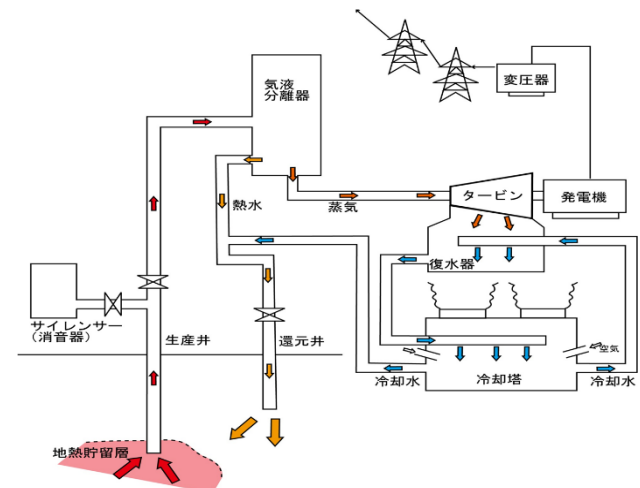 変圧器
気液
分離器
タービン
発電機
熱水
蒸気
復水器
サイレンサー
(消音器)
生産井
還元井
空気
冷却水
冷却塔
冷却水
地熱貯留層